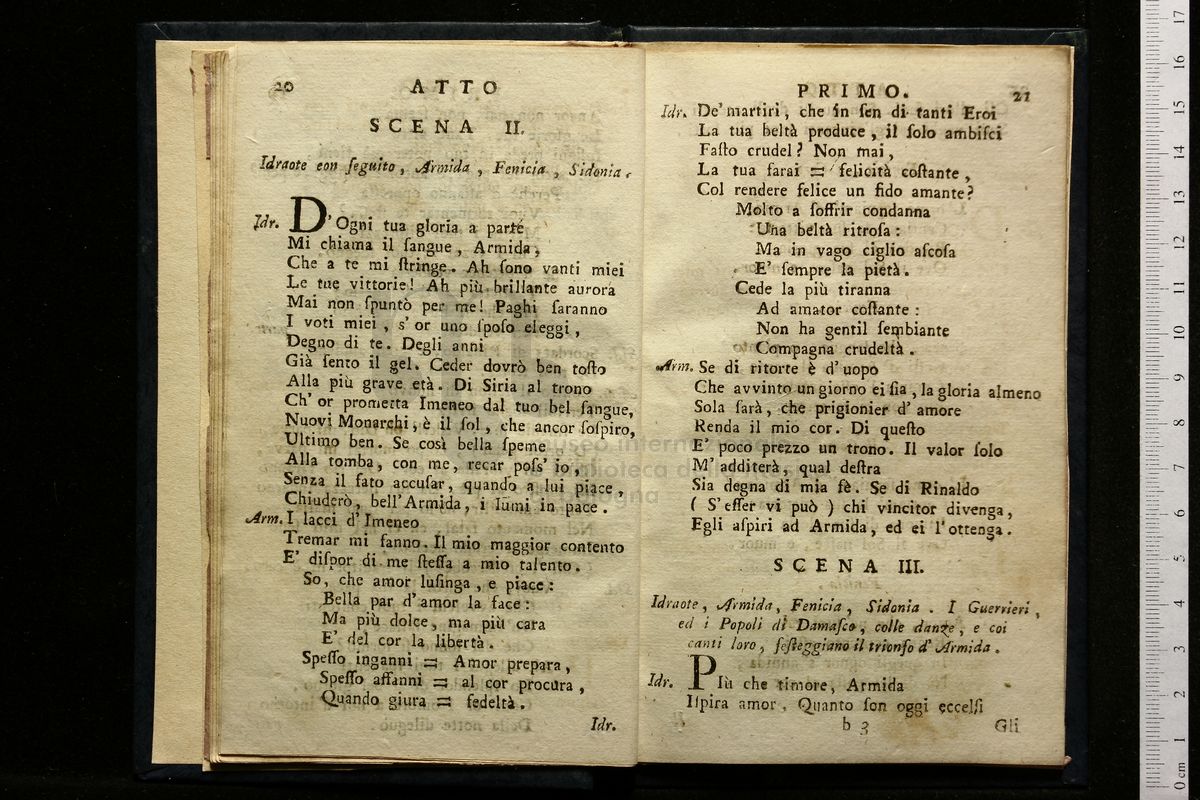 20
ATTO
SCENA II.
Idraote con ſeguito, Armida, Fenicia, Sidonia.
Idr. D'Ogni tua gloria a parte
Mi chiama il ſangue, Armida,
Che a te mi ſtringe. Ah ſono vanti miei
Le tue vittorie! Ah più brillante aurora
Mai non ſpuntò per me! Paghi ſaranno
I voti miei, s'or uno ſpoſo eleggi,
Degno di te. Degli anni
Già ſento il gel. Ceder dovrò ben toſto
Alla più grave età. Di Siria al trono
Ch'or prometta Imeneo dal tuo bel ſangue,
Nuovi Monarchi, è il ſol, che ancor ſoſpiro,
Ultimo ben. Se così bella ſpeme
Alla tomba, con me, recar poſs'io,
Senza il fato accuſar, quando a lui piace,
Chiuderò, bell'Armida, i lumi in pace.
Arm. I lacci d'Imeneo
Tremar mi fanno. Il mio maggior contento
E' diſpor di me ſteſſa a mio talento.
So, che amor luſinga, e piace:
Bella par d'amor la face:
Ma più dolce, ma più cara
E' del cor la libertà.
Speſſo inganni = Amor prepara,
Speſſo affanni = al cor procura,
Quando giura = fedeltà.
Idr.
PRIMO.
21
Idr. De' martiri, che in ſen di tanti Eroi
La tua beltà produce, il ſolo ambiſci
Faſto crudel? Non mai,
La tua farai = felicità coſtante,
Col rendere felice un fido amante?
Molto a ſoffrir condanna
Una beltà ritroſa:
Ma in vago ciglio aſcoſa
E' ſempre la pietà.
Cede la più tiranna
Ad amator coſtante:
Non ha gentil ſembiante
Compagna crudeltà.
Arm. Se di ritorte è d'uopo
Che avvinto un giorno ei ſia, la gloria almeno
Sola ſarà, che prigionier d'amore
Renda il mio cor. Di queſto
E' poco prezzo un trono. Il valor ſolo
M'additerà, qual deſtra
Sia degna di mia fè. Se di Rinaldo
( S'eſſer vi può ) chi vincitor divenga,
Egli aſpiri ad Armida, ed ei l'ottenga.
SCENA III.
Idraote, Armida, Fenicia, Sidonia. I Guerrieri,
ed i Popoli di Damaſco, colle danze, e coi
canti loro, feſteggiano il trionfo d'Armida.
Idr. Più che timore, Armida
Iſpira amor. Quanto ſon oggi eccelſi
b 3
Gli